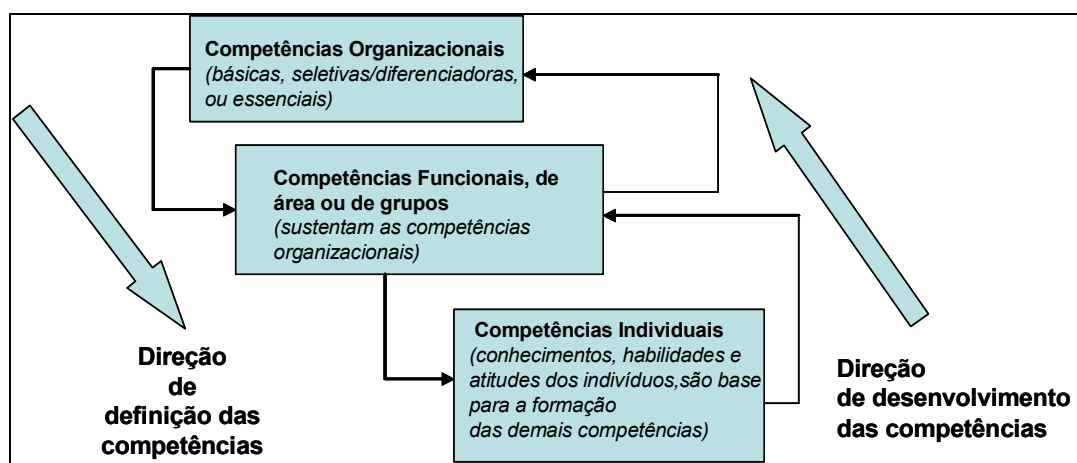 Competências Organizacionais
(básicas, seletivas/diferenciadoras,
ou essenciais)
Competências Funcionais, de
área ou de grupos
(sustentam as competências
organizacionais)
Competências Individuais
(conhecimentos, habilidades e
atitudes dos indivíduos,são base
para a formação
das demais competências)
Direção
de
definição das
competências
Direção
de desenvolvimento
das competências